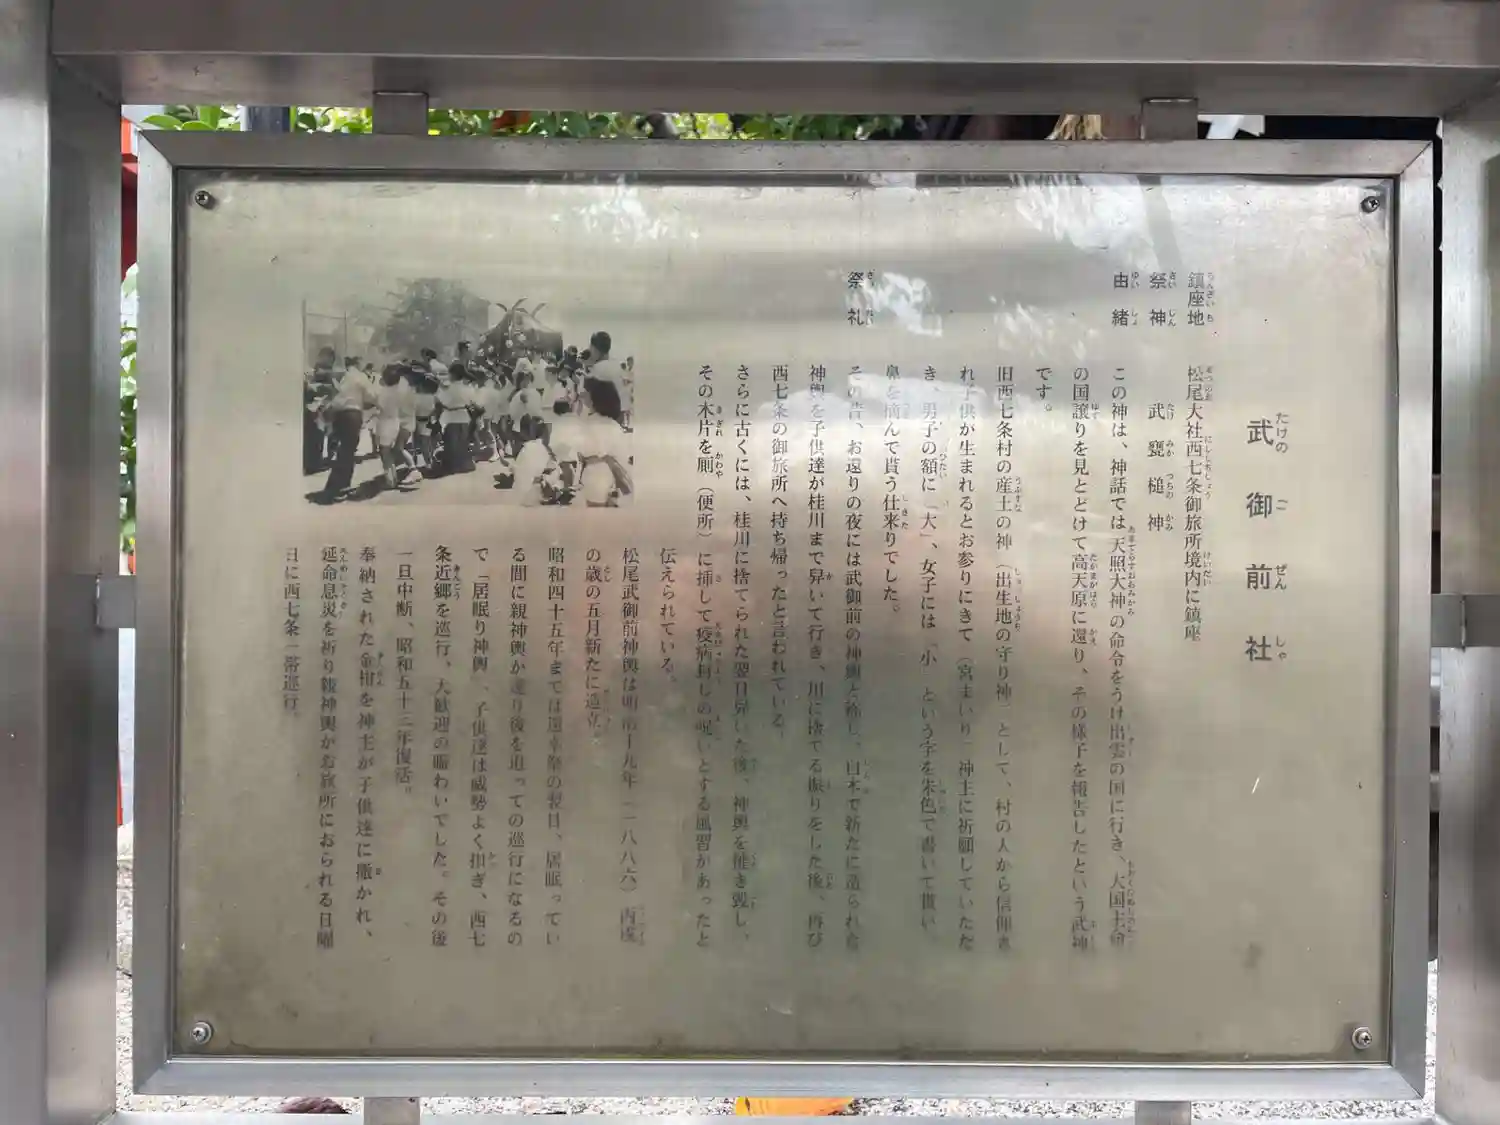 武御前社
鎮座地 松尾大社西七条御旅所境内に鎮座
祭神 武甕槌神
由緒 この神は、神話では天照大神の命令をうけ出雲の国に行き、大国主命
の国譲りを見とどけて高天原に還り、その様子を報告したという武神
です。
旧西七条村の産土の神（出生地の守り神）として、村の人から信仰さ
れ子供が生まれるとお参りにきて（宮まいり）神主に祈願していただ
き、男子の額に「大」、女子には「小」という字を朱色で書いて貰い
鼻を摘んで貰う仕来りでした。
祭礼 その昔、お還りの夜には武御前の神輿と称し、白木で新たに造られた
神輿を子供達が桂川まで舁いて行き、川に捨てる振りをした後、再び
西七条の御旅所へ持ち帰ったと言われている。
さらに古くには、桂川に捨てられた翌日舁いた後、神輿を毀し、
その木片を厠（便所）に挿して疫病封じの呪いとする風習があったと
伝えられている。
松尾武御前神輿は明治十九年（一八八六）丙戌
の歳の五月新たに造立。
昭和四十五年までは還幸祭の翌日、居眠ってい
る間に親神輿が還り後を追っての巡行になるの
で「居眠り神輿」、子供達は威勢よく担ぎ、西七
条近郷を巡行、大歓迎の賑わいでした。その後
一旦中断、昭和五十三年復活。
奉納された金柑を神主が子供達に撒かれ、
延命息災を祈り親神輿がお旅所におられる日曜
日に西七条一帯巡行。